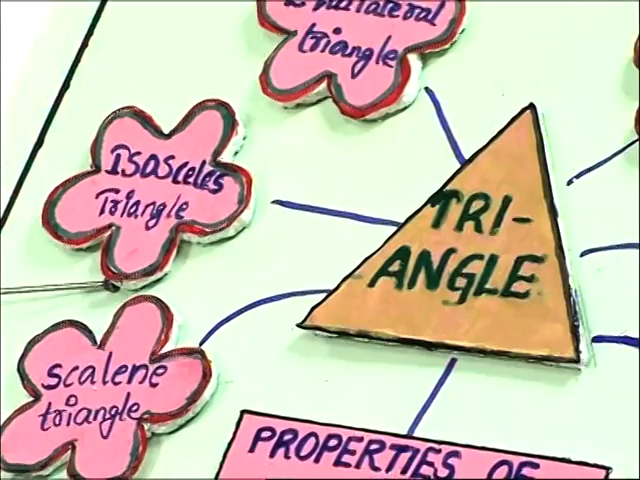 triangle
Isosceles
Triangle
TRI-
ANGLE
scalene
triangle
PROPERTIES OF